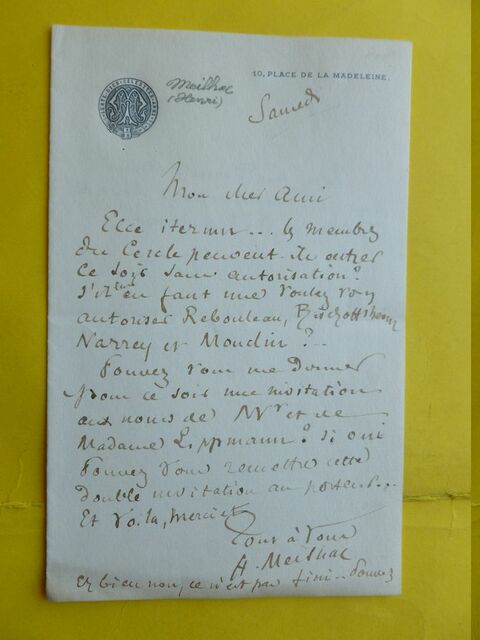 Meilhac
(Henri)
10, PLACE DE LA MADELEINE.
Samedi
Mon cher Ami
Ecce iterum... les membres
du Cercle peuvent-ils entrer
ce soir sans autorisation?
S'il en faut une voulez vous
autoriser Rebouleau, Bischoffsheim
Narrey et Moudin?..
Pouvez vous me donner
pour ce soir une invitation
aux noms de Mr et de
Madame Lippmann? Si oui
pouvez vous remettre cette
double invitation au porteur...
Et voila, merci et
Tout à vous
H. Meilhac
Eh bien non, ce n'est pas fini... Pouvez